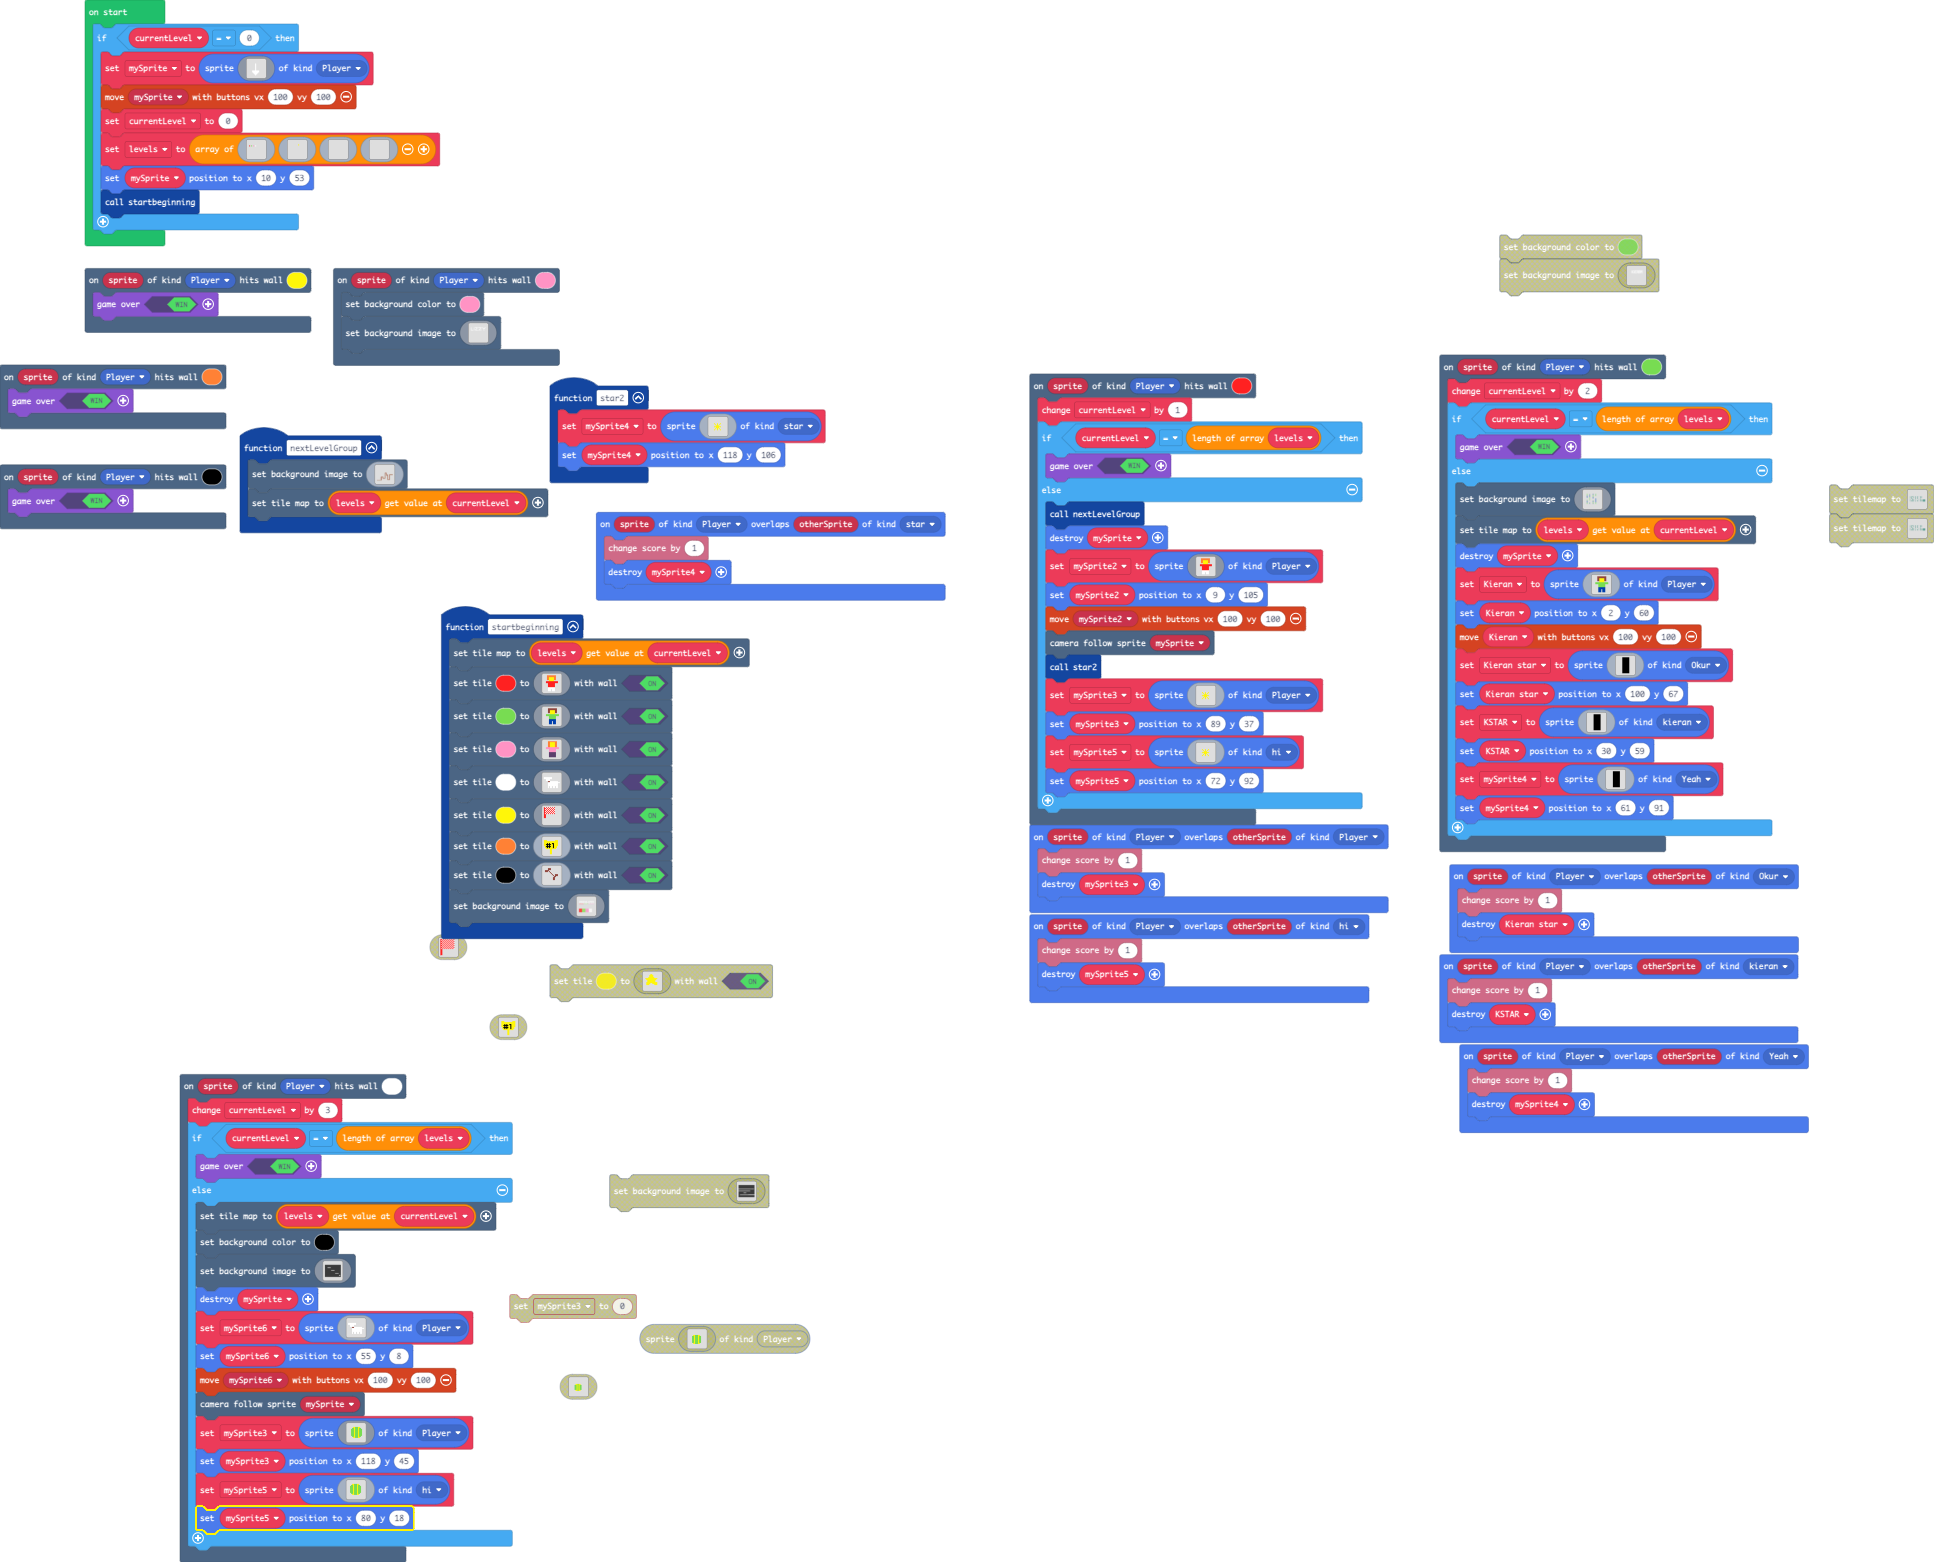 on start
if currentLevel = 0 then
set mySprite to sprite of kind Player
move mySprite with buttons vx 100 vy 100
set currentLevel to 0
set levels to array of
set mySprite position to x 10 y 53
call startbeginning
on sprite of kind Player hits wall
game over WIN
on sprite of kind Player hits wall
set background color to
set background image to
on sprite of kind Player hits wall
game over WIN
on sprite of kind Player hits wall
game over WIN
function nextLevelGroup
set background image to
set tile map to levels get value at currentLevel
function star2
set mySprite4 to sprite of kind star
set mySprite4 position to x 118 y 106
on sprite of kind Player overlaps otherSprite of kind star
change score by 1
destroy mySprite4
function startbeginning
set tile map to levels get value at currentLevel
set tile to with wall ON
set tile to with wall ON
set tile to with wall ON
set tile to with wall ON
set tile to with wall ON
set tile to #1 with wall ON
set tile to with wall ON
set background image to
set tile to with wall ON
#1
on sprite of kind Player hits wall
change currentLevel by 3
if currentLevel = length of array levels then
game over WIN
else
set tile map to levels get value at currentLevel
set background color to
set background image to
destroy mySprite
set mySprite6 to sprite of kind Player
set mySprite6 position to x 55 y 8
move mySprite6 with buttons vx 100 vy 100
camera follow sprite mySprite
set mySprite3 to sprite of kind Player
set mySprite3 position to x 118 y 45
set mySprite5 to sprite of kind hi
set mySprite5 position to x 80 y 18
set background image to
set mySprite3 to 0
sprite of kind Player
on sprite of kind Player hits wall
change currentLevel by 1
if currentLevel = length of array levels then
game over WIN
else
call nextLevelGroup
destroy mySprite
set mySprite2 to sprite of kind Player
set mySprite2 position to x 9 y 105
move mySprite2 with buttons vx 100 vy 100
camera follow sprite mySprite
call star2
set mySprite3 to sprite of kind Player
set mySprite3 position to x 89 y 37
set mySprite5 to sprite of kind hi
set mySprite5 position to x 72 y 92
on sprite of kind Player overlaps otherSprite of kind Player
change score by 1
destroy mySprite3
on sprite of kind Player overlaps otherSprite of kind hi
change score by 1
destroy mySprite5
set background color to
set background image to
on sprite of kind Player hits wall
change currentLevel by 2
if currentLevel = length of array levels then
game over WIN
else
set background image to
set tile map to levels get value at currentLevel
destroy mySprite
set Kieran to sprite of kind Player
set Kieran position to x 2 y 60
move Kieran with buttons vx 100 vy 100
set Kieran star to sprite of kind Okur
set Kieran star position to x 100 y 67
set KSTAR to sprite of kind kieran
set KSTAR position to x 30 y 59
set mySprite4 to sprite of kind Yeah
set mySprite4 position to x 61 y 91
on sprite of kind Player overlaps otherSprite of kind Okur
change score by 1
destroy Kieran star
on sprite of kind Player overlaps otherSprite of kind kieran
change score by 1
destroy KSTAR
on sprite of kind Player overlaps otherSprite of kind Yeah
change score by 1
destroy mySprite4
set tilemap to
set tilemap to